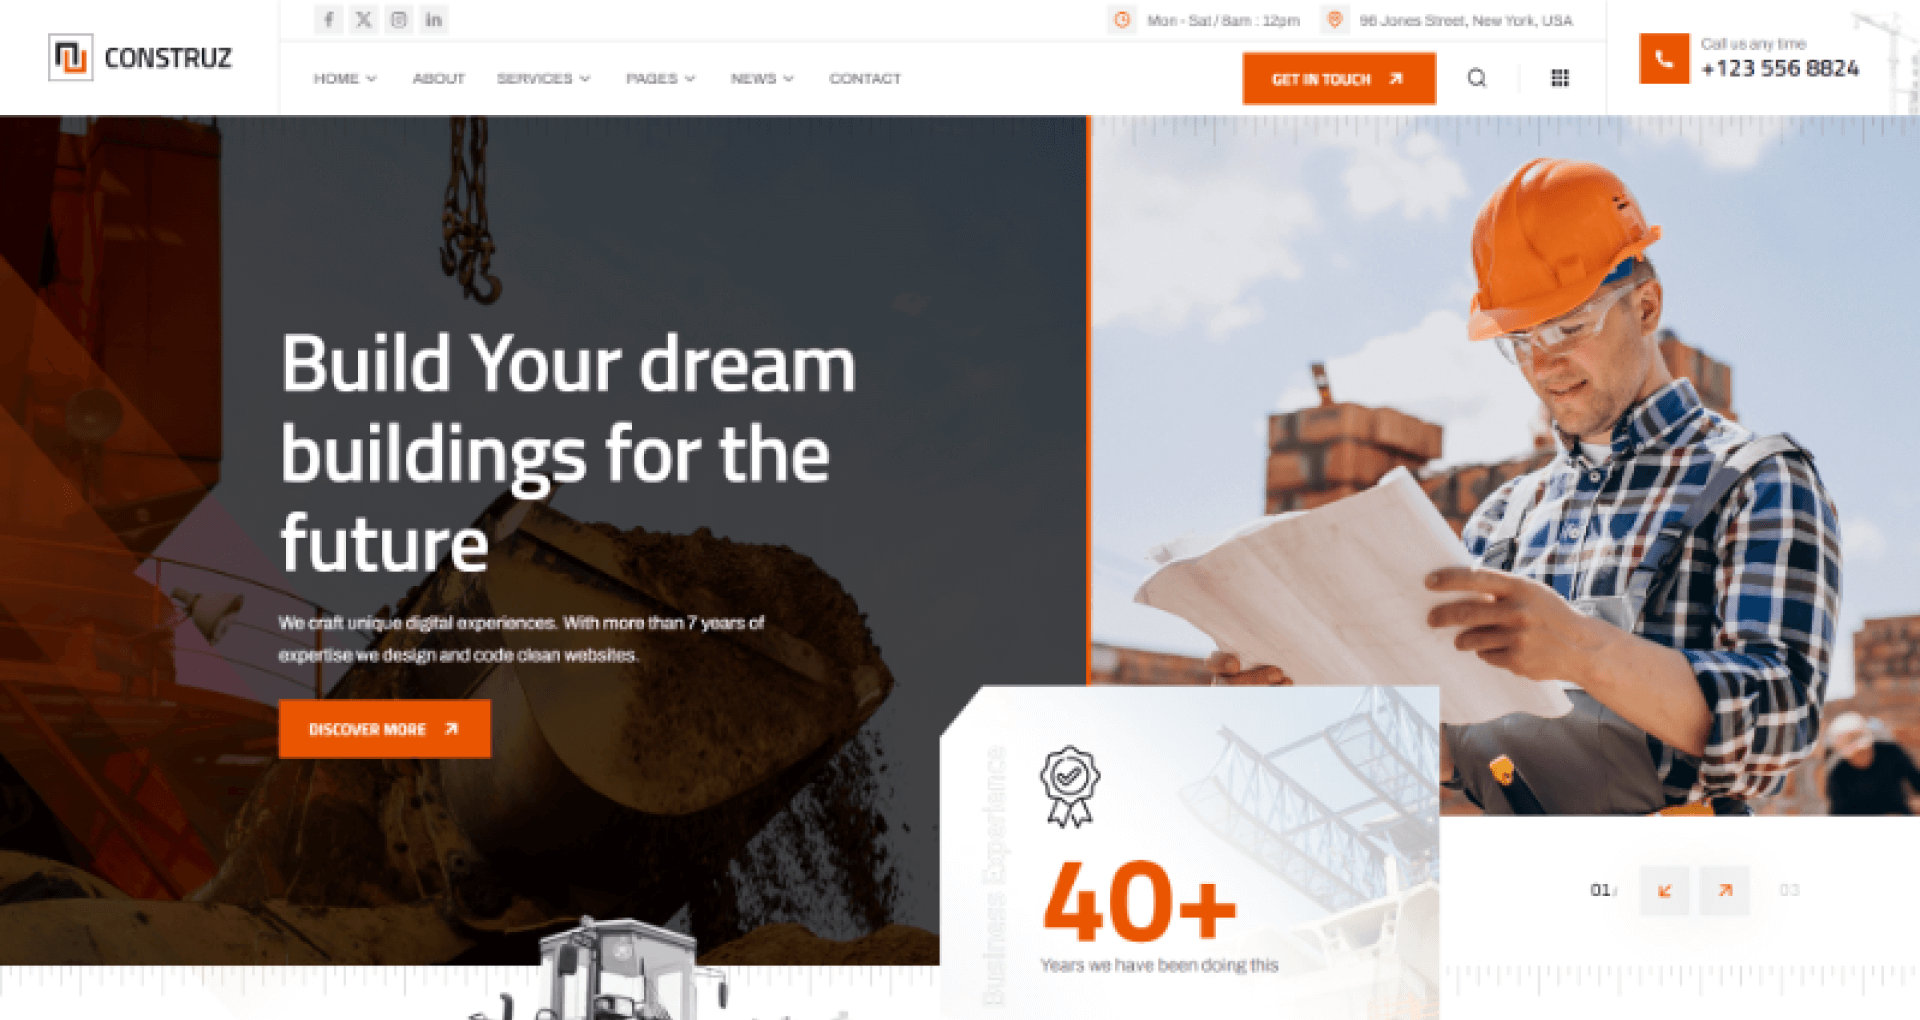 CONSTRUZ
Mon - Sat / 8am : 12pm
96 Jones Street, New York, USA
HOME
ABOUT
SERVICES
PAGES
NEWS
CONTACT
GET IN TOUCH
Call us any time
+123 556 8824
Build Your dream
buildings for the
future
We craft unique digital experiences. With more than 7 years of
expertise we design and code clean websites.
DISCOVER MORE
Business Experience
40+
Years we have been doing this
01/
03